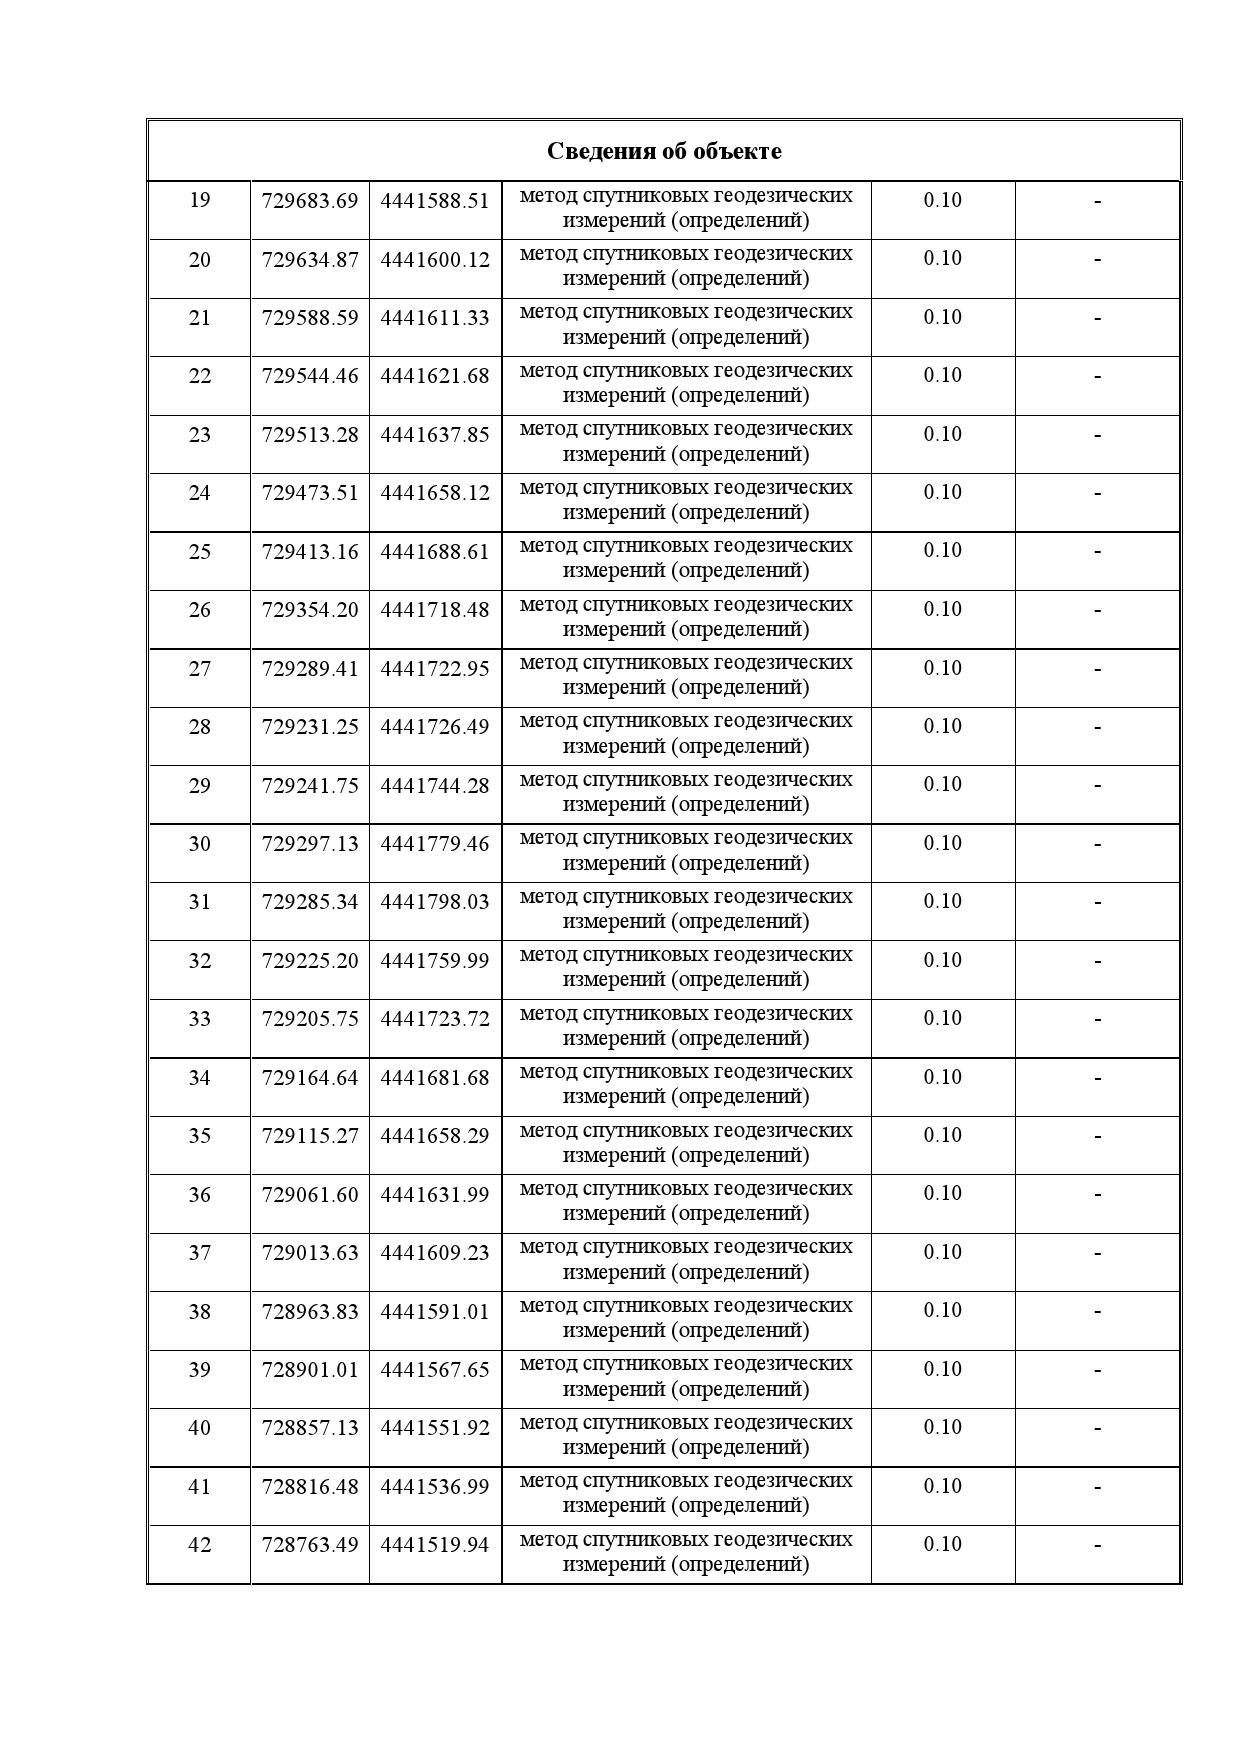 Сведения об объекте
19 729683.69 4441588.51 метод спутниковых геодезических измерений (определений) 0.10 -
20 729634.87 4441600.12 метод спутниковых геодезических измерений (определений) 0.10 -
21 729588.59 4441611.33 метод спутниковых геодезических измерений (определений) 0.10 -
22 729544.46 4441621.68 метод спутниковых геодезических измерений (определений) 0.10 -
23 729513.28 4441637.85 метод спутниковых геодезических измерений (определений) 0.10 -
24 729473.51 4441658.12 метод спутниковых геодезических измерений (определений) 0.10 -
25 729413.16 4441688.61 метод спутниковых геодезических измерений (определений) 0.10 -
26 729354.20 4441718.48 метод спутниковых геодезических измерений (определений) 0.10 -
27 729289.41 4441722.95 метод спутниковых геодезических измерений (определений) 0.10 -
28 729231.25 4441726.49 метод спутниковых геодезических измерений (определений) 0.10 -
29 729241.75 4441744.28 метод спутниковых геодезических измерений (определений) 0.10 -
30 729297.13 4441779.46 метод спутниковых геодезических измерений (определений) 0.10 -
31 729285.34 4441798.03 метод спутниковых геодезических измерений (определений) 0.10 -
32 729225.20 4441759.99 метод спутниковых геодезических измерений (определений) 0.10 -
33 729205.75 4441723.72 метод спутниковых геодезических измерений (определений) 0.10 -
34 729164.64 4441681.68 метод спутниковых геодезических измерений (определений) 0.10 -
35 729115.27 4441658.29 метод спутниковых геодезических измерений (определений) 0.10 -
36 729061.60 4441631.99 метод спутниковых геодезических измерений (определений) 0.10 -
37 729013.63 4441609.23 метод спутниковых геодезических измерений (определений) 0.10 -
38 728963.83 4441591.01 метод спутниковых геодезических измерений (определений) 0.10 -
39 728901.01 4441567.65 метод спутниковых геодезических измерений (определений) 0.10 -
40 728857.13 4441551.92 метод спутниковых геодезических измерений (определений) 0.10 -
41 728816.48 4441536.99 метод спутниковых геодезических измерений (определений) 0.10 -
42 728763.49 4441519.94 метод спутниковых геодезических измерений (определений) 0.10 -